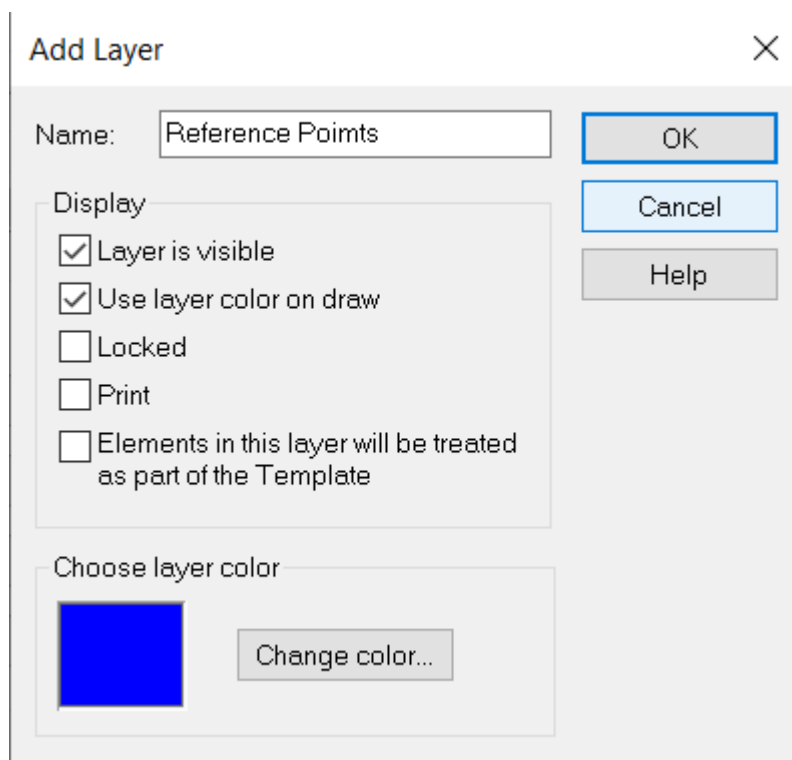 Add Layer
Name: Reference Poimts
OK
Display
Cancel
Layer is visible
Help
Use layer color on draw
Locked
Print
Elements in this layer will be treated
as part of the Template
Choose layer color
Change color...